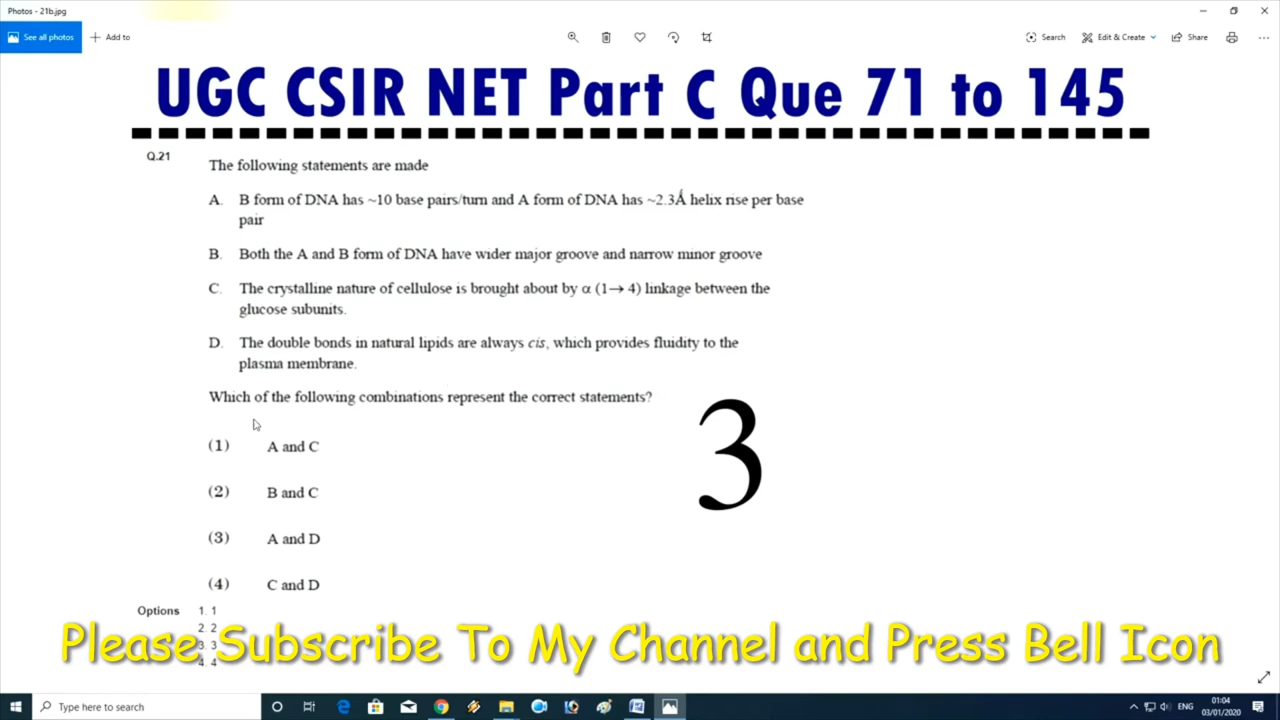 Photos - 21b.jpg
See all photos
Add to
Search
Edit & Create
Share
UGC CSIR NET Part C Que 71 to 145
Q.21
The following statements are made
A. B form of DNA has ~10 base pairs/turn and A form of DNA has ~2.3Å helix rise per base
pair
B. Both the A and B form of DNA have wider major groove and narrow minor groove
C. The crystalline nature of cellulose is brought about by α (1→ 4) linkage between the
glucose subunits.
D. The double bonds in natural lipids are always cis, which provides fluidity to the
plasma membrane.
Which of the following combinations represent the correct statements?
3
(1) A and C
(2) B and C
(3) A and D
(4) C and D
Options 1. 1
2. 2
3. 3
4. 4
Please Subscribe To My Channel and Press Bell Icon
Type here to search
ENG
01:04
03/01/2020